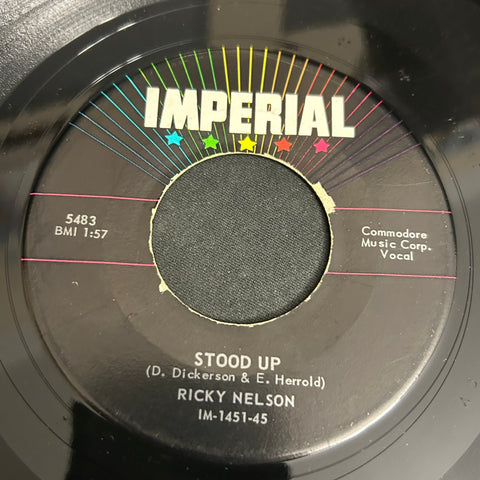 IMPERIAL
5483
BMI 1:57
Commodore
Music Corp.
Vocal
STOOD UP
(D. Dickerson & E. Herrold)
RICKY NELSON
IM-1451-45